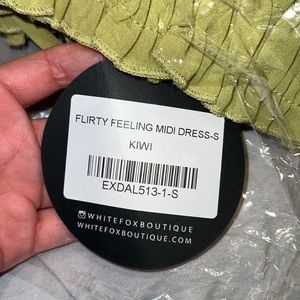 FLIRTY FEELING MIDI DRESS-S
KIWI
EXDAL513-1-S
WHITEFOXBOUTIQUE
WHITEFOXBOUTIQUE.COM